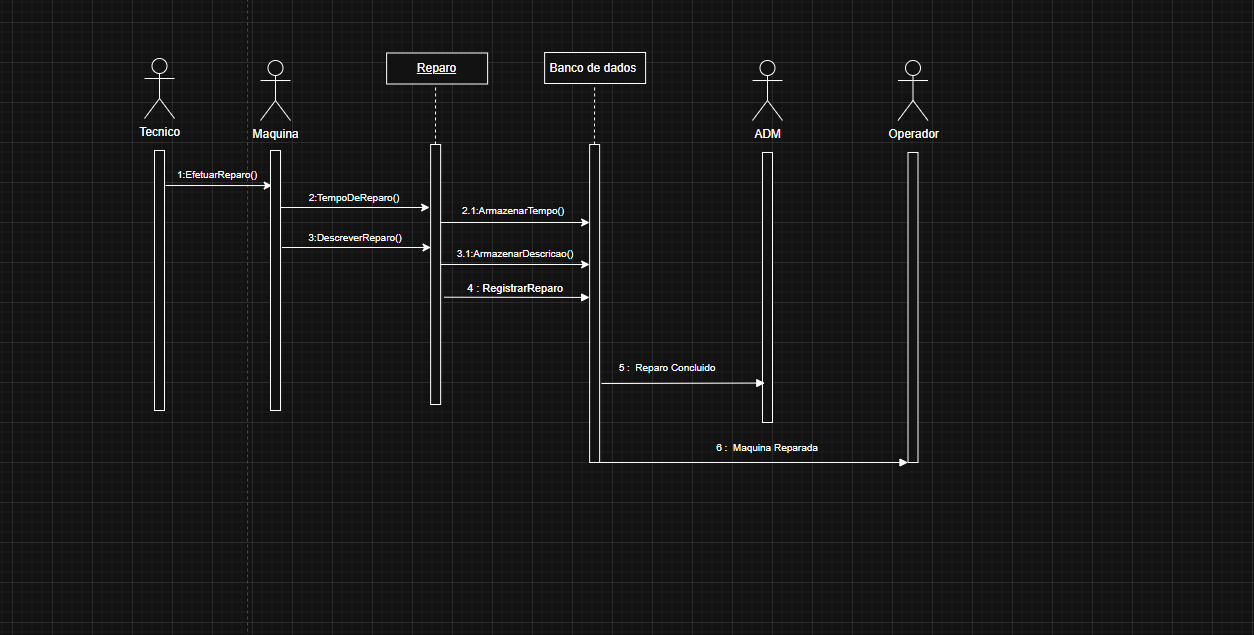 Reparo
Banco de dados
Tecnico
Maquina
ADM
Operador
1:EfetuarReparo()
2:TempoDeReparo()
2.1:ArmazenarTempo()
3:DescreverReparo()
3.1:ArmazenarDescricao()
4 : RegistrarReparo
5 : Reparo Concluido
6 : Maquina Reparada